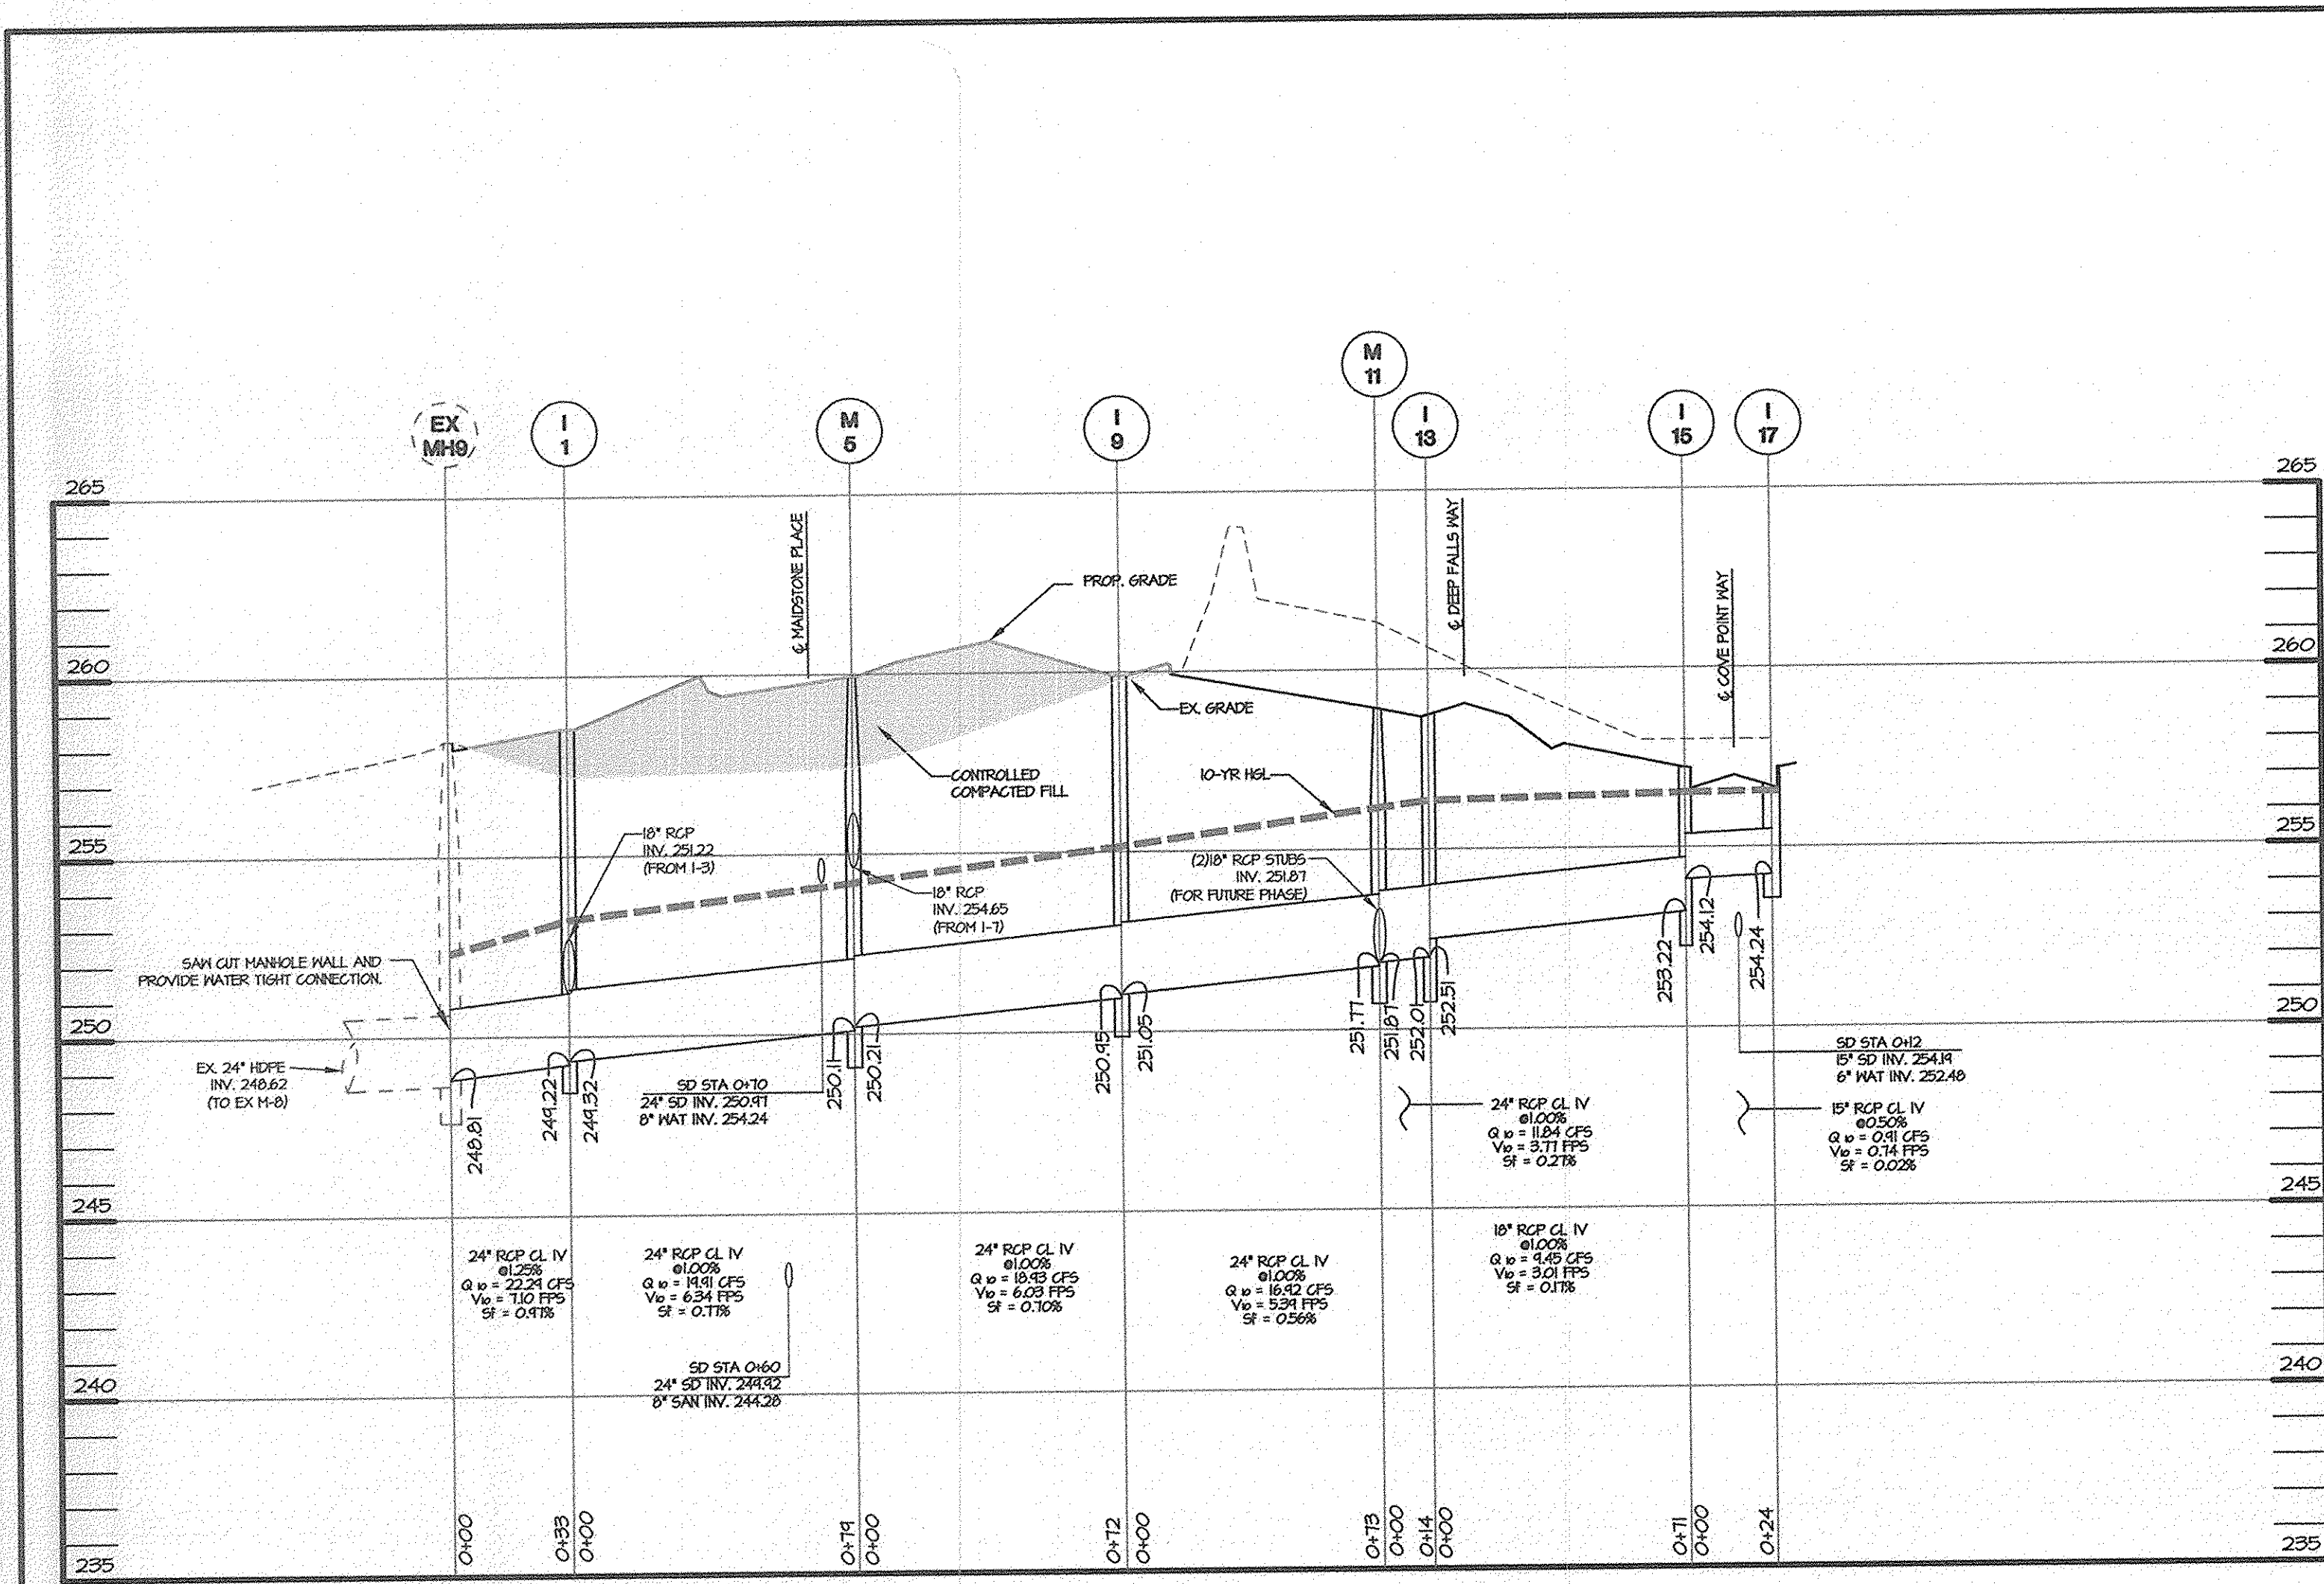 M
11
EX
MH9
I
1
M
5
I
9
I
13
I
15
I
17
265
265
℄ MAIDSTONE PLACE
℄ DEEP FALLS WAY
℄ COVE POINT WAY
PROP. GRADE
260
260
EX. GRADE
CONTROLLED
COMPACTED FILL
10-YR HGL
18" RCP
INV. 251.22
(FROM I-3)
255
255
(2)18" RCP STUBS
INV. 251.87
(FOR FUTURE PHASE)
18" RCP
INV. 254.65
(FROM I-7)
SAW CUT MANHOLE WALL AND
PROVIDE WATER TIGHT CONNECTION.
250
250
EX. 24" HDPE
INV. 248.62
(TO EX M-8)
248.81
249.22
249.32
250.11
250.21
250.95
251.05
251.77
251.87
252.01
252.51
253.22
254.12
254.24
SD STA 0+70
24" SD INV. 250.97
8" WAT INV. 254.24
SD STA 0+12
15" SD INV. 254.19
6" WAT INV. 252.48
24" RCP CL IV
@1.00%
Q10 = 11.84 CFS
V10 = 3.77 FPS
Sf = 0.27%
15" RCP CL IV
@0.50%
Q10 = 0.91 CFS
V10 = 0.74 FPS
Sf = 0.02%
245
245
24" RCP CL IV
@1.25%
Q10 = 22.29 CFS
V10 = 7.10 FPS
Sf = 0.97%
24" RCP CL IV
@1.00%
Q10 = 19.91 CFS
V10 = 6.34 FPS
Sf = 0.77%
24" RCP CL IV
@1.00%
Q10 = 18.93 CFS
V10 = 6.03 FPS
Sf = 0.70%
24" RCP CL IV
@1.00%
Q10 = 16.92 CFS
V10 = 5.39 FPS
Sf = 0.56%
18" RCP CL IV
@1.00%
Q10 = 9.45 CFS
V10 = 3.01 FPS
Sf = 0.17%
SD STA 0+60
24" SD INV. 249.92
8" SAN INV. 244.28
240
240
0+00
0+33
0+00
0+79
0+00
0+72
0+00
0+73
0+00
0+14
0+00
0+71
0+00
0+24
235
235